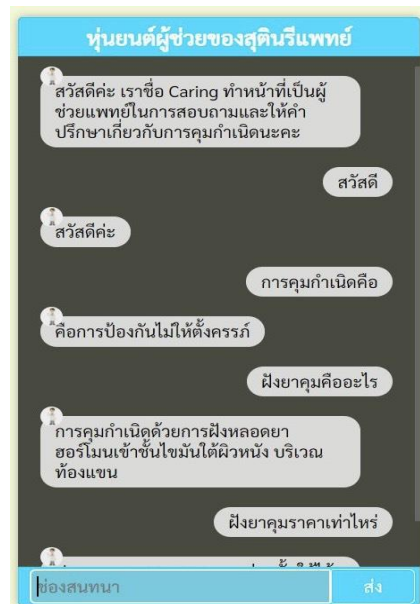 หุ่นยนต์ผู้ช่วยของสูตินรีแพทย์
สวัสดีค่ะ เราชื่อ Caring ทำหน้าที่เป็นผู้
ช่วยแพทย์ในการสอบถามและให้คำ
ปรึกษาเกี่ยวกับการคุมกำเนิดนะคะ
สวัสดี
สวัสดีค่ะ
การคุมกำเนิดคือ
คือการป้องกันไม่ให้ตั้งครรภ์
ฝังยาคุมคืออะไร
การคุมกำเนิดด้วยการฝังหลอดยา
ฮอร์โมนเข้าชั้นไขมันใต้ผิวหนัง บริเวณ
ท้องแขน
ฝังยาคุมราคาเท่าไหร่
ช่องสนทนา
ส่ง